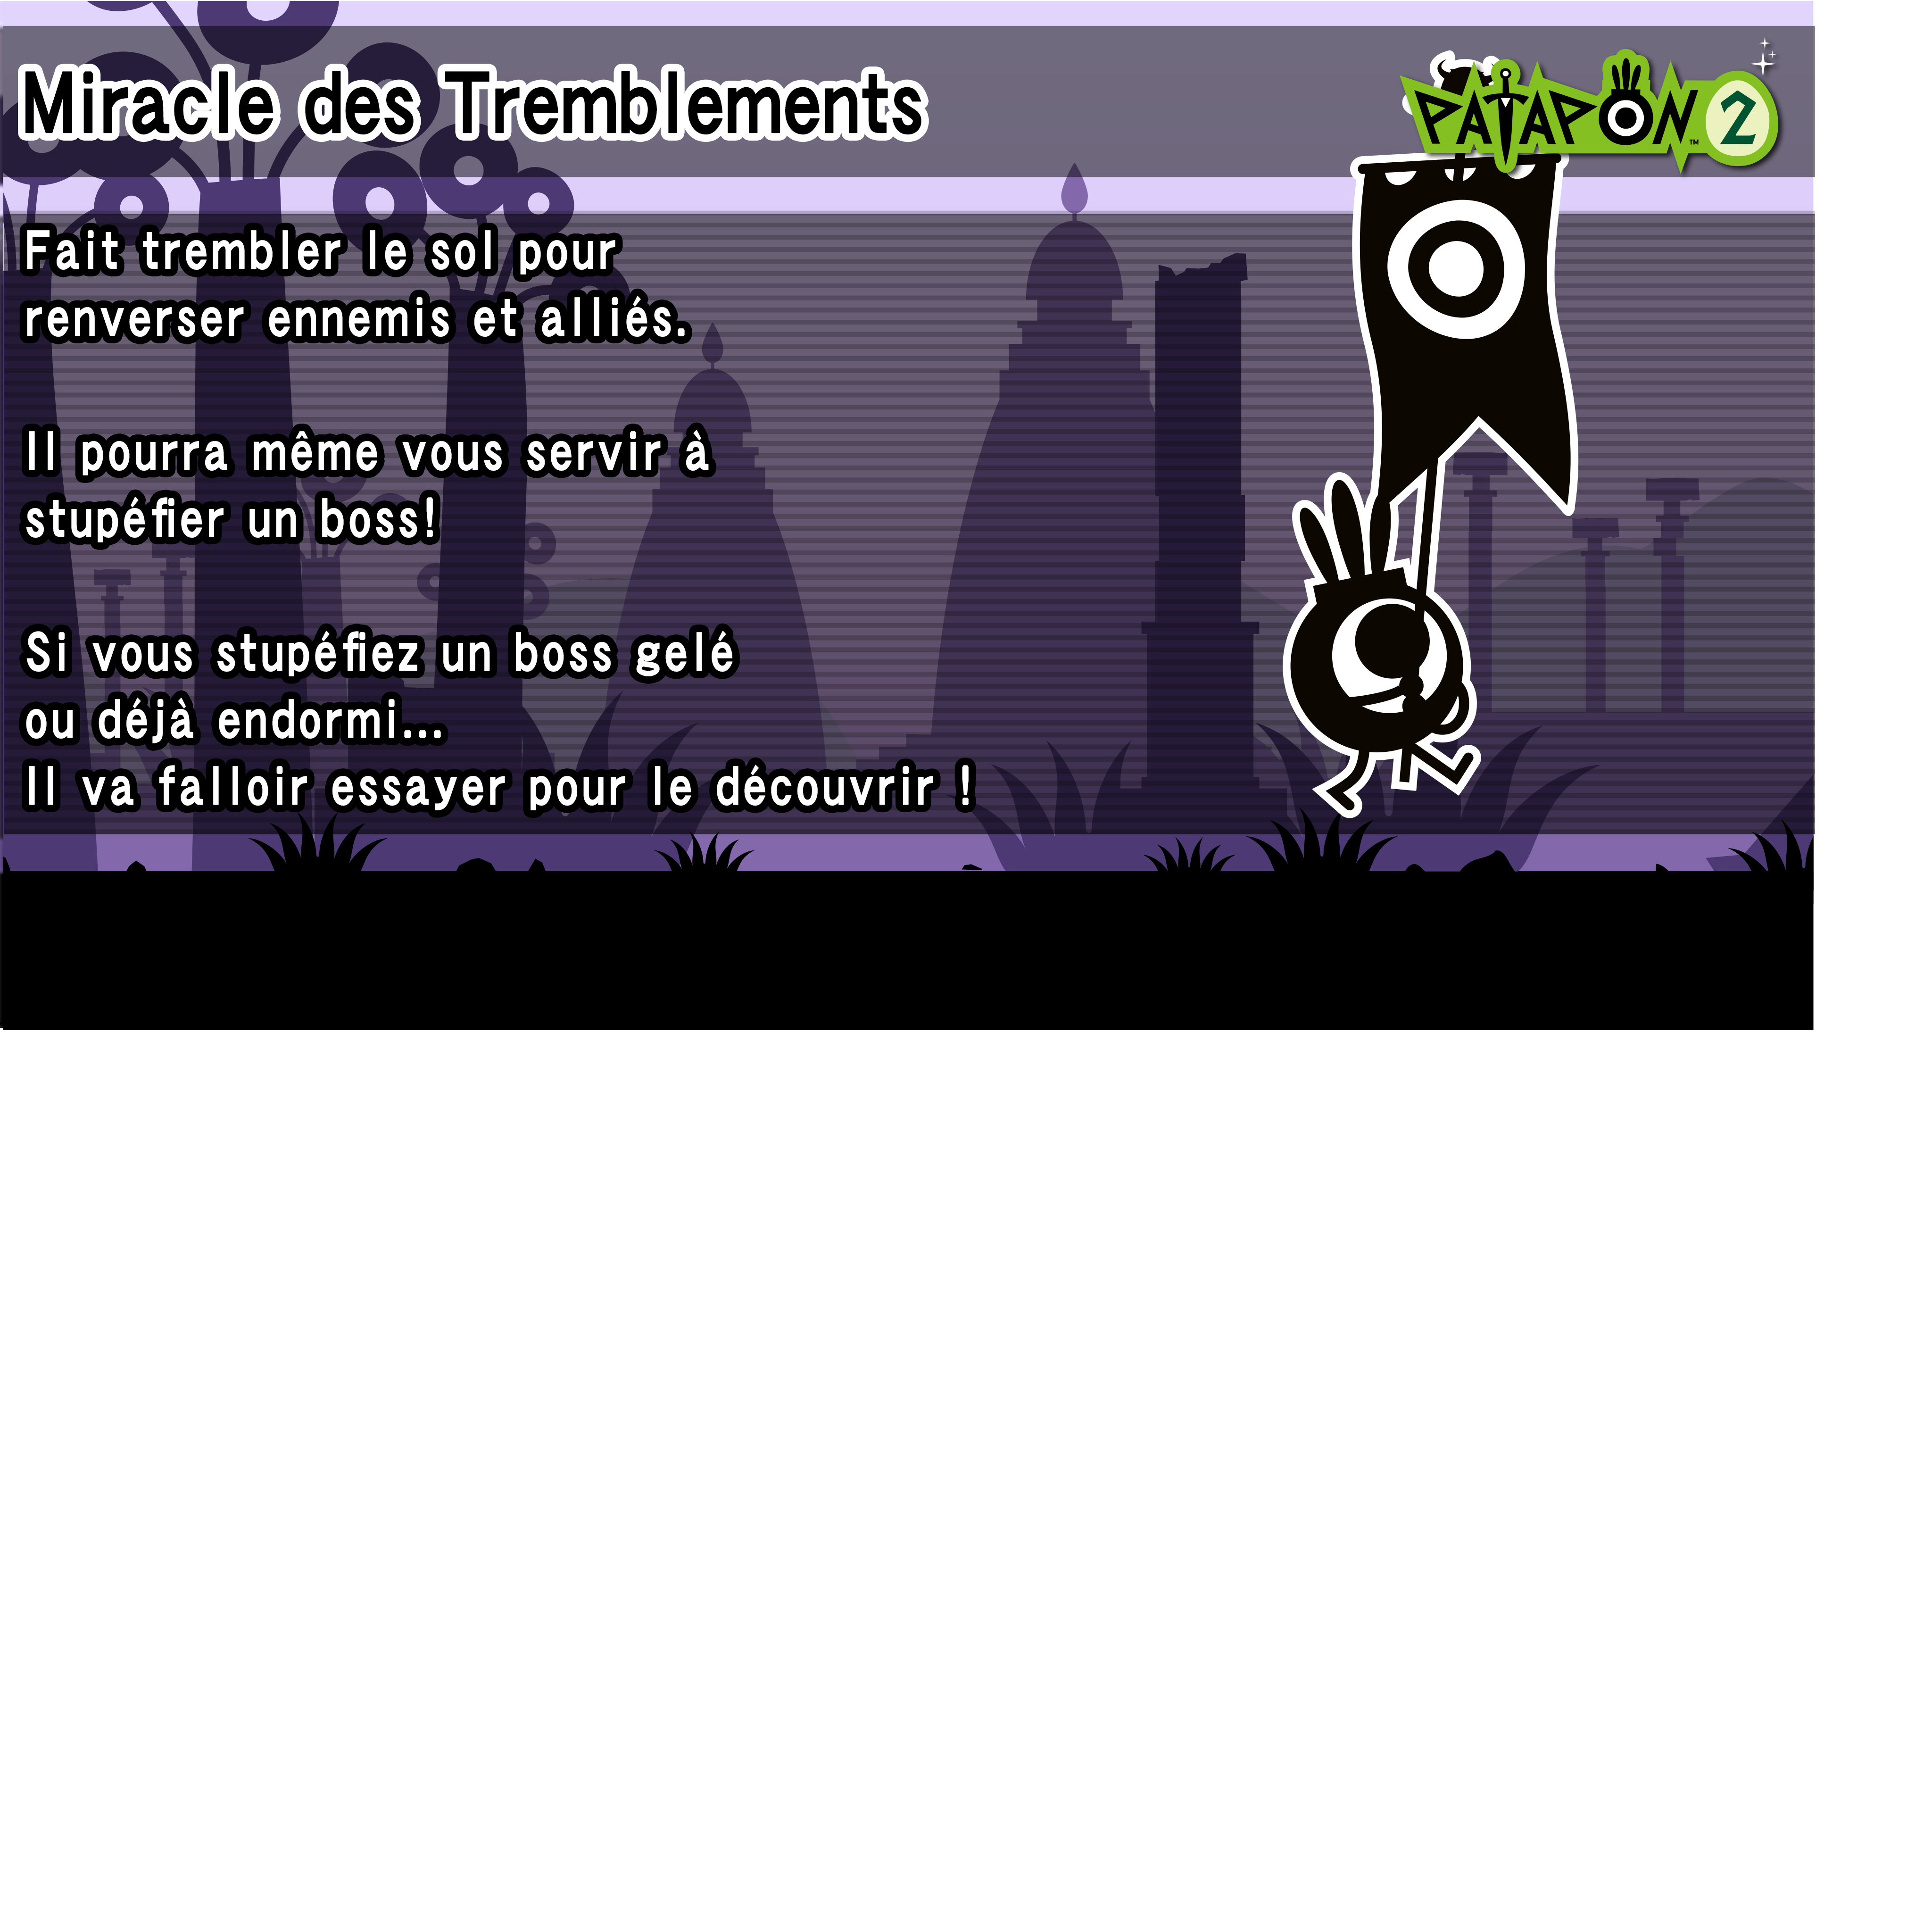 Miracle des Tremblements
PATAPON™ 2
Fait trembler le sol pour
renverser ennemis et alliés.
Il pourra même vous servir à
stupéfier un boss!
Si vous stupéfiez un boss gelé
ou déjà endormi...
Il va falloir essayer pour le découvrir !